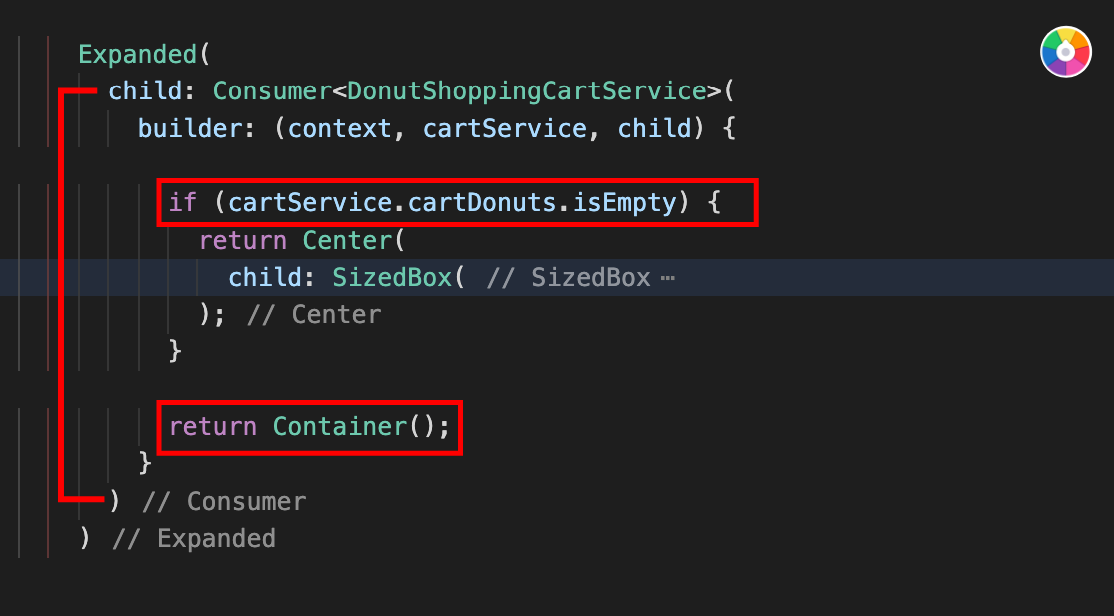 Expanded(
child: Consumer<DonutShoppingCartService>(
builder: (context, cartService, child) {
if (cartService.cartDonuts.isEmpty) {
return Center(
child: SizedBox( // SizedBox ⋯
); // Center
}
return Container();
}
) // Consumer
) // Expanded